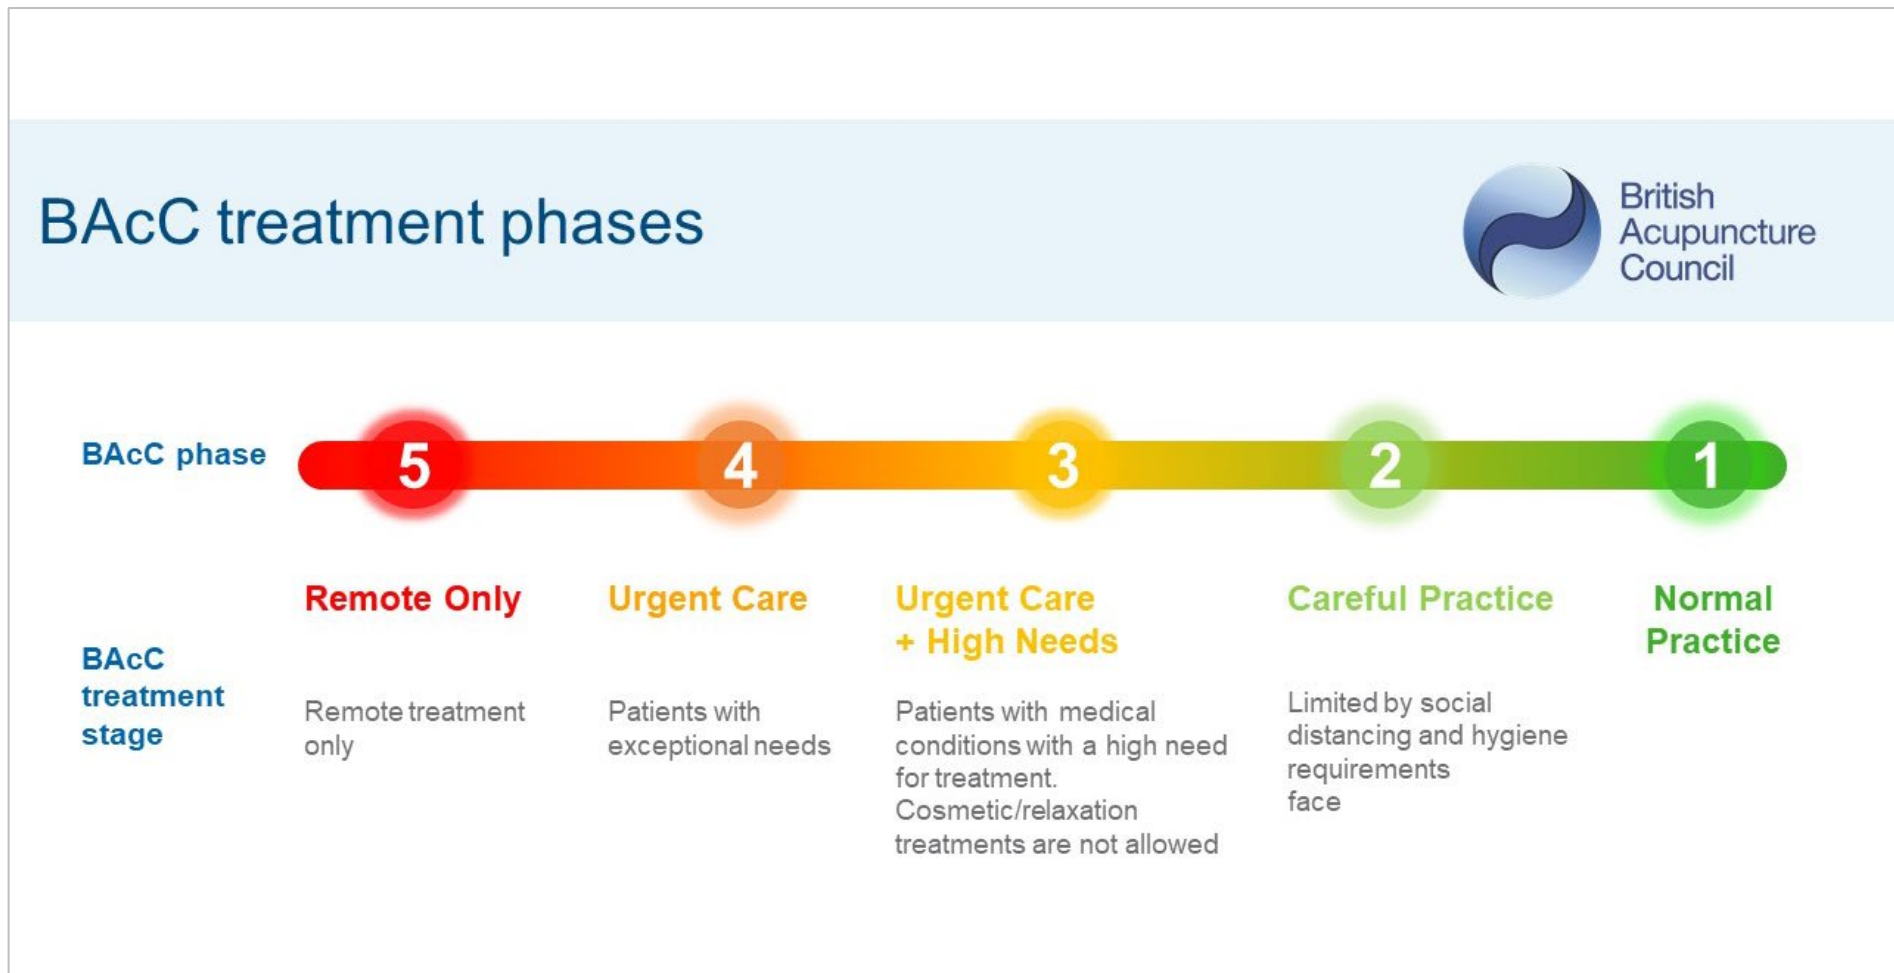 BAcC treatment phases
British
Acupuncture
Council
BAcC phase
5
4
3
2
1
BAcC
treatment
stage
Remote Only
Remote treatment
only
Urgent Care
Patients with
exceptional needs
Urgent Care
+ High Needs
Patients with medical
conditions with a high need
for treatment.
Cosmetic/relaxation
treatments are not allowed
Careful Practice
Limited by social
distancing and hygiene
requirements
face
Normal
Practice